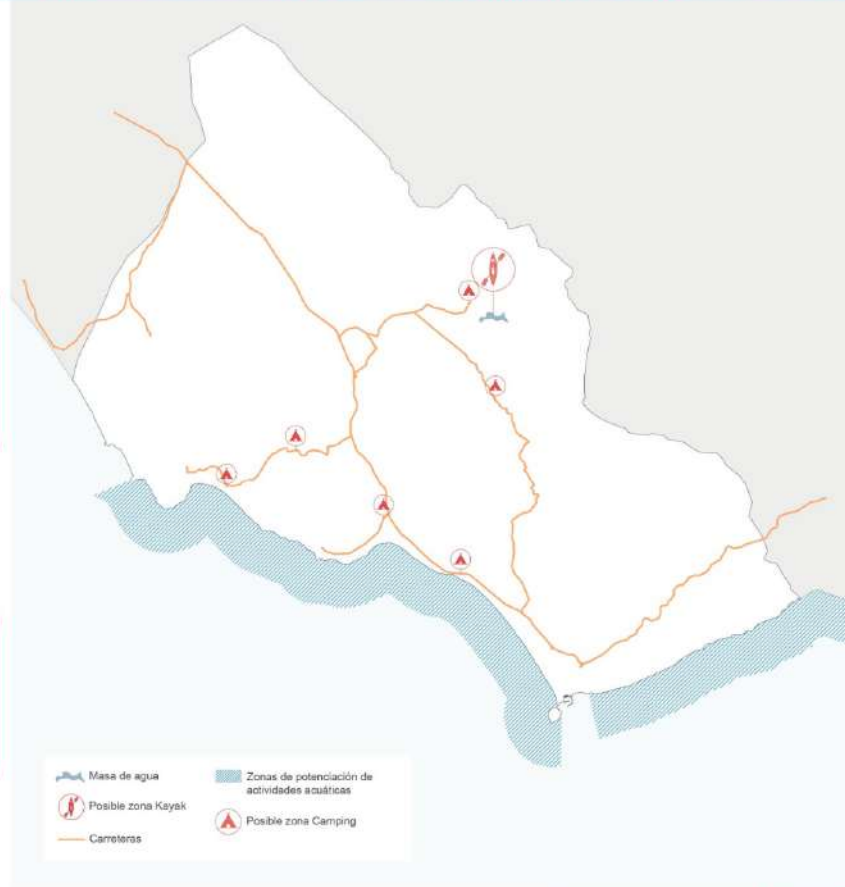 Masa de agua
Posible zona Kayak
Carreteras
Zonas de potenciación de
actividades acuáticas
Posible zona Camping